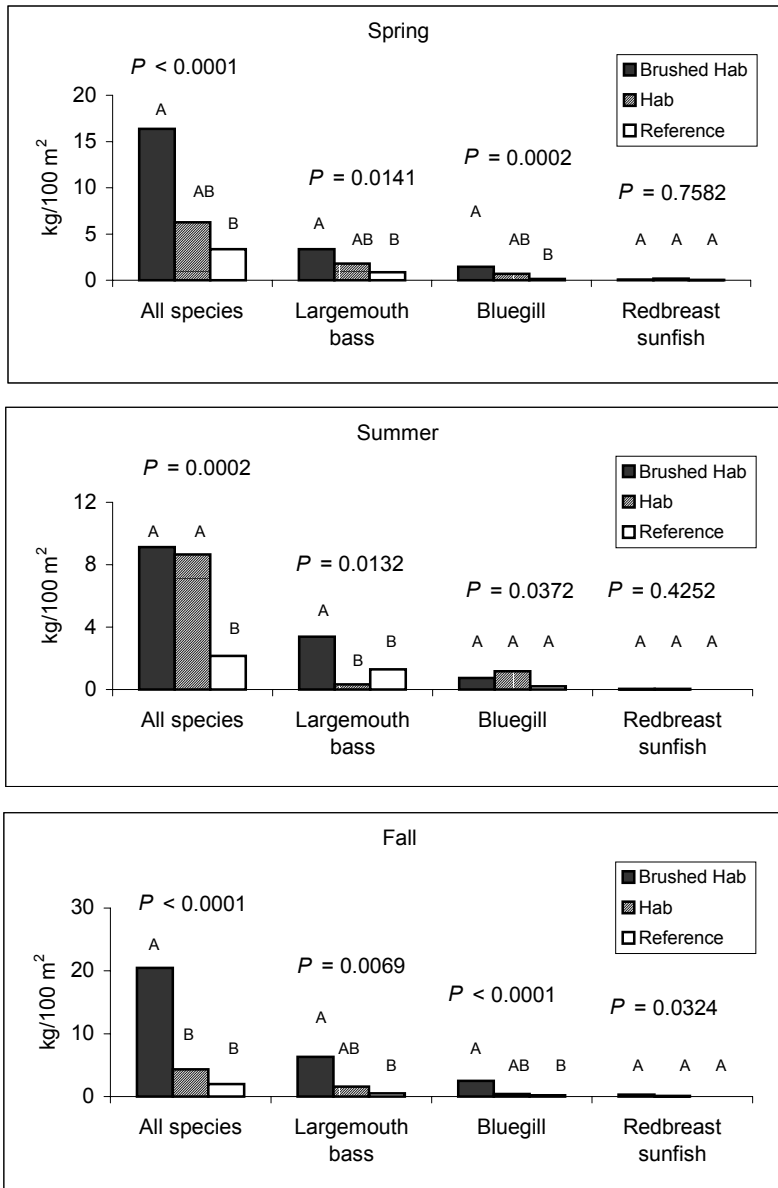 Spring
P < 0.0001
Brushed Hab
Hab
Reference
20
15
10
5
0
kg/100 m²
A
AB
B
P = 0.0141
A
AB
B
P = 0.0002
A
AB
B
P = 0.7582
A A A
All species
Largemouth
bass
Bluegill
Redbreast
sunfish
Summer
P = 0.0002
Brushed Hab
Hab
Reference
12
8
4
0
kg/100 m²
A A
B
P = 0.0132
A
B
B
P = 0.0372
A A A
P = 0.4252
A A A
All species
Largemouth
bass
Bluegill
Redbreast
sunfish
Fall
P < 0.0001
Brushed Hab
Hab
Reference
30
20
10
0
kg/100 m²
A
B B
P = 0.0069
A
AB
B
P < 0.0001
A
AB B
P = 0.0324
A A A
All species
Largemouth
bass
Bluegill
Redbreast
sunfish